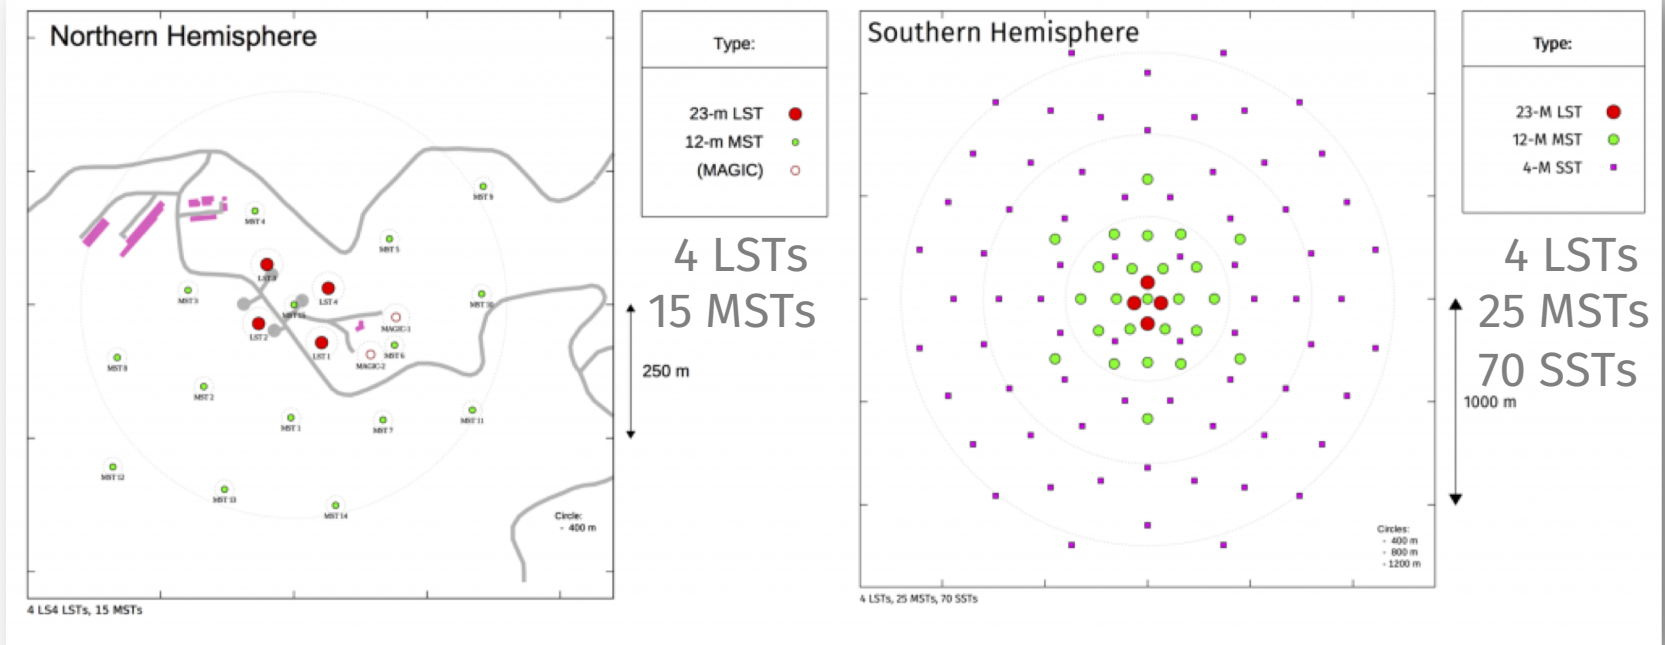 Northern Hemisphere
Type:
23-m LST
12-m MST
(MAGIC)
4 LSTs
15 MSTs
250 m
MST 9
MST 4
MST 5
LST 3
MST 3
LST 4
MST 10
MST 15
MAGIC-1
LST 2
LST 1
MST 6
MAGIC-2
MST 8
MST 2
MST 1
MST 7
MST 11
MST 12
MST 13
MST 14
Circle:
- 400 m
4 LS4 LSTs, 15 MSTs
Southern Hemisphere
Type:
23-M LST
12-M MST
4-M SST
4 LSTs
25 MSTs
70 SSTs
1000 m
Circles:
- 400 m
- 800 m
- 1200 m
4 LSTs, 25 MSTs, 70 SSTs